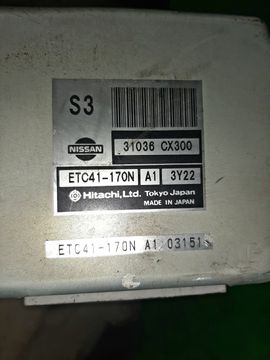 S3
NISSAN
31036 CX300
ETC41-170N A1 3Y22
Hitachi, Ltd. Tokyo Japan
MADE IN JAPAN
ETC41-170N A1 03151